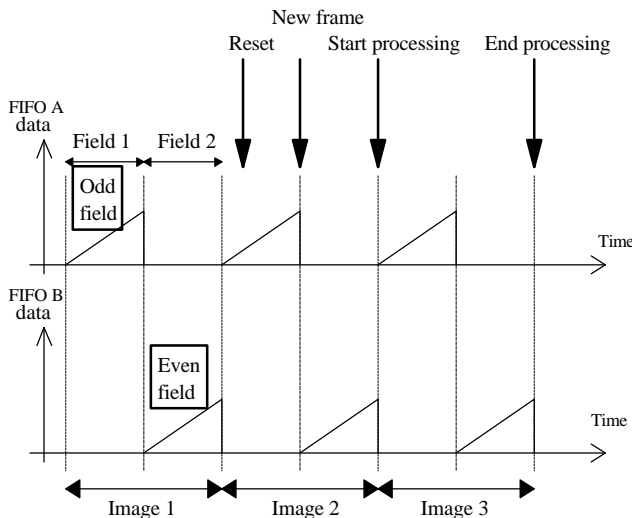 New frame
Reset
Start processing
End processing
FIFO A
data
Field 1
Field 2
Odd
field
Time
FIFO B
data
Even
field
Time
Image 1
Image 2
Image 3